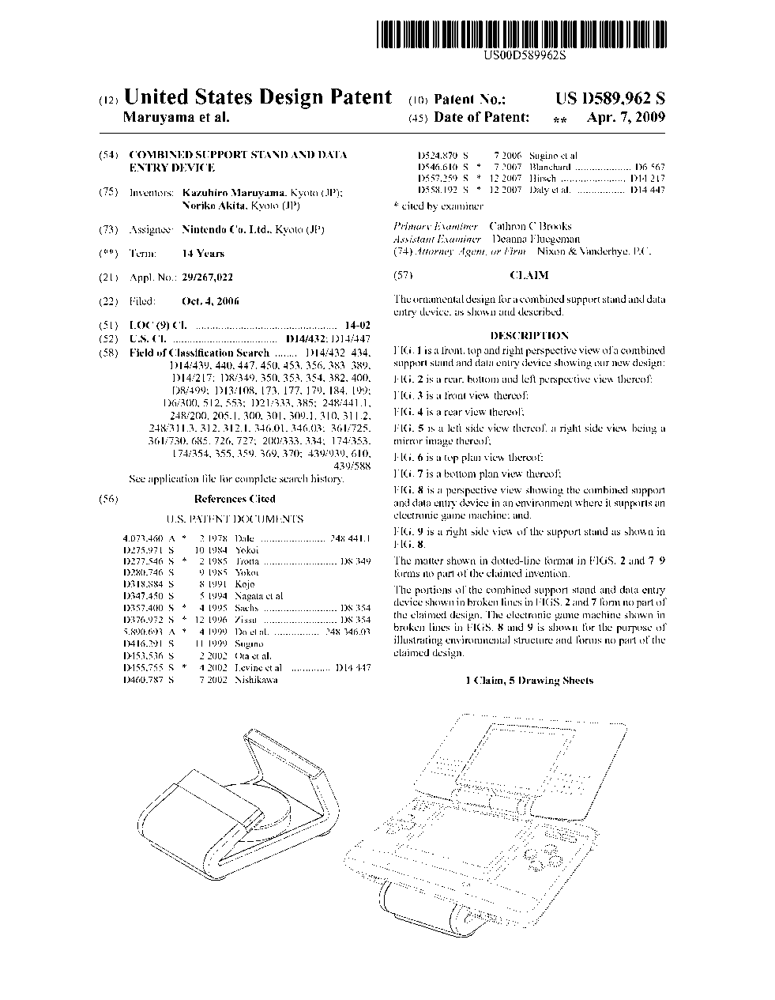 US00D589962S
(12) United States Design Patent
Maruyama et al.
(10) Patent No.: US D589,962 S
(45) Date of Patent: ** Apr. 7, 2009
(54) COMBINED SUPPORT STAND AND DATA
ENTRY DEVICE
(75) Inventors: Kazuhiro Maruyama, Kyoto (JP);
Noriko Akita, Kyoto (JP)
(73) Assignee: Nintendo Co. Ltd., Kyoto (JP)
(**) Term: 14 Years
(21) Appl. No.: 29/267,022
(22) Filed: Oct. 4, 2006
(51) LOC (9) Cl. ................................................ 14-02
(52) U.S. Cl. ..................................... D14/432; D14/447
(58) Field of Classification Search ........ D14/432-434,
D14/439, 440, 447, 450, 453, 356, 383-389,
D14/217; D8/349, 350, 353, 354, 382, 400,
D8/499; D13/108, 173, 177, 179, 184, 199;
D6/300, 512, 553; D21/333, 385; 248/441.1,
248/200, 205.1, 300, 301, 309.1, 310, 311.2,
248/311.3, 312, 312.1, 346.01, 346.03; 361/725,
361/730, 685, 726, 727; 200/333, 334; 174/353,
174/354, 355, 359, 369, 370; 439/939, 610,
439/588
See application file for complete search history.
(56) References Cited
U.S. PATENT DOCUMENTS
4,073,460 A * 2/1978 Dale ........................ 248/441.1
D275,971 S 10/1984 Yokoi
D277,546 S * 2/1985 Trotta ........................ D8/349
D280,746 S 9/1985 Yokoi
D318,884 S 8/1991 Kojo
D347,450 S 5/1994 Nagata et al.
D357,400 S * 4/1995 Sachs ........................ D8/354
D376,972 S * 12/1996 Zissu ........................ D8/354
5,890,693 A * 4/1999 Do et al. ................ 248/346.03
D416,291 S 11/1999 Sugino
D453,536 S 2/2002 Ota et al.
D455,755 S * 4/2002 Levine et al. .............. D14/447
D460,787 S 7/2002 Nishikawa
D524,870 S 7/2006 Sugino et al.
D546,610 S * 7/2007 Blanchard .................... D6/567
D557,259 S * 12/2007 Hirsch ....................... D14/217
D558,192 S * 12/2007 Daly et al. ................. D14/447
* cited by examiner
Primary Examiner—Cathron C Brooks
Assistant Examiner—Deanna Fluegeman
(74) Attorney, Agent, or Firm—Nixon & Vanderhye, P.C.
(57) CLAIM
The ornamental design for a combined support stand and data
entry device, as shown and described.
DESCRIPTION
FIG. 1 is a front, top and right perspective view of a combined
support stand and data entry device showing our new design;
FIG. 2 is a rear, bottom and left perspective view thereof;
FIG. 3 is a front view thereof;
FIG. 4 is a rear view thereof;
FIG. 5 is a left side view thereof, a right side view being a
mirror image thereof;
FIG. 6 is a top plan view thereof;
FIG. 7 is a bottom plan view thereof;
FIG. 8 is a perspective view showing the combined support
and data entry device in an environment where it supports an
electronic game machine; and,
FIG. 9 is a right side view of the support stand as shown in
FIG. 8.
The matter shown in dotted-line format in FIGS. 2 and 7-9
forms no part of the claimed invention.
The portions of the combined support stand and data entry
device shown in broken lines in FIGS. 2 and 7 form no part of
the claimed design. The electronic game machine shown in
broken lines in FIGS. 8 and 9 is shown for the purpose of
illustrating environmental structure and forms no part of the
claimed design.
1 Claim, 5 Drawing Sheets